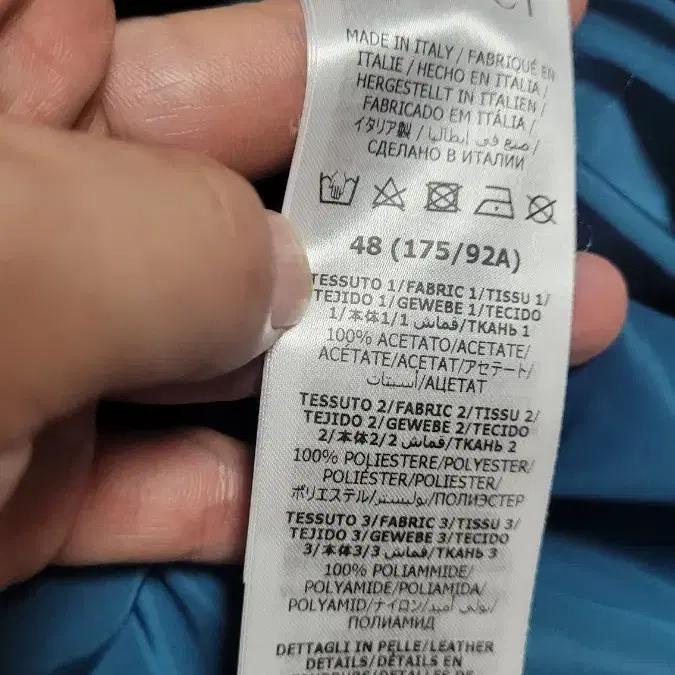 MADE IN ITALY / FABRIQUÉ EN
ITALIE / HECHO EN ITALIA /
HERGESTELLT IN ITALIEN /
FABRICADO EM ITÁLIA /
イタリア製 / صنع في ايطاليا /
СДЕЛАНО В ИТАЛИИ
48 (175/92A)
TESSUTO 1/FABRIC 1/TISSU 1/
TEJIDO 1/GEWEBE 1/TECIDO
1/本体1/1 قماش/ТКАНЬ 1
100% ACETATO/ACETATE/
ACÉTATE/ACETAT/アセテート/
أسيتات/АЦЕТАТ
TESSUTO 2/FABRIC 2/TISSU 2/
TEJIDO 2/GEWEBE 2/TECIDO
2/本体2/2 قماش/ТКАНЬ 2
100% POLIESTERE/POLYESTER/
POLIÉSTER/POLIESTER/
ポリエステル/بوليستر/ПОЛИЭСТЕР
TESSUTO 3/FABRIC 3/TISSU 3/
TEJIDO 3/GEWEBE 3/TECIDO
3/本体3/3 قماش/ТКАНЬ 3
100% POLIAMMIDE/
POLYAMIDE/POLIAMIDA/
POLYAMID/ナイロン/بولي أميد/
ПОЛИАМИД
DETTAGLI IN PELLE/LEATHER
DETAILS/DÉTAILS EN